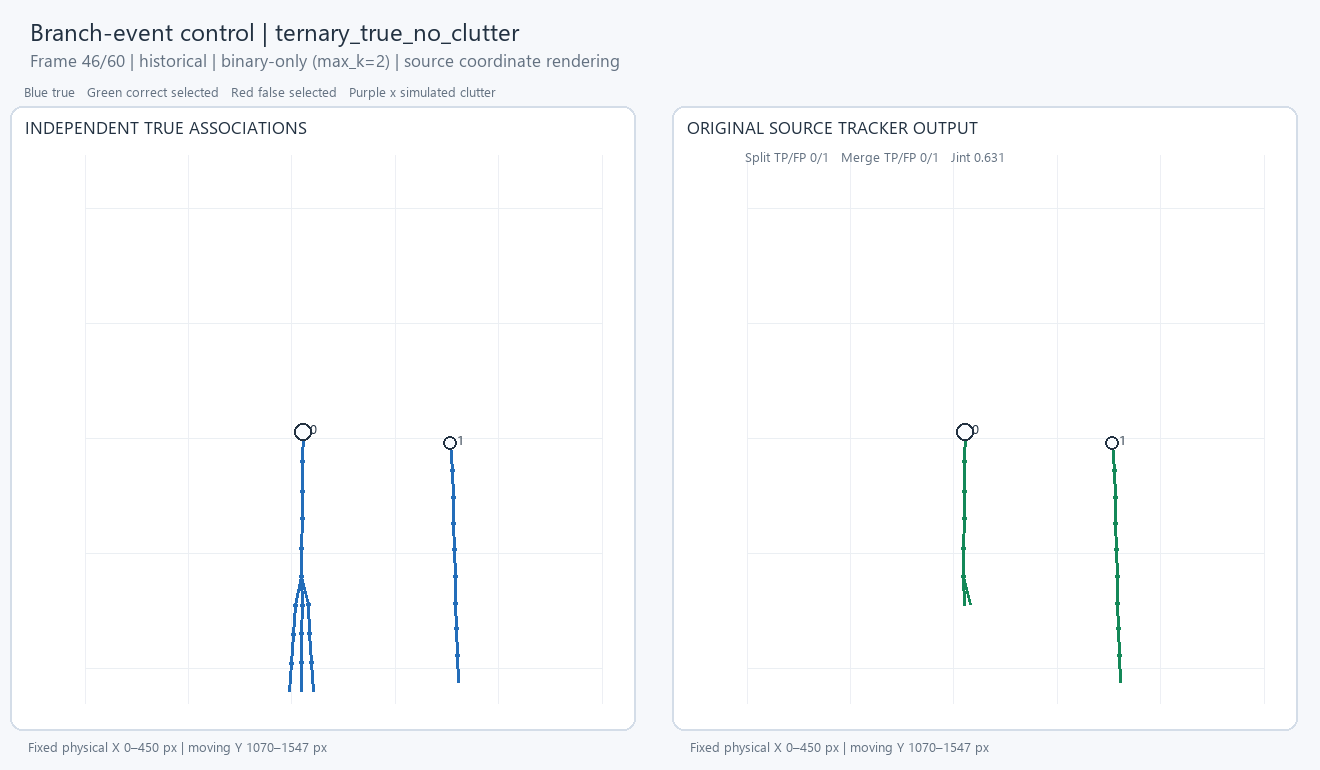 Branch-event control | ternary_true_no_clutter
Frame 46/60 | historical | binary-only (max_k=2) | source coordinate rendering
Blue true Green correct selected Red false selected Purple x simulated clutter
INDEPENDENT TRUE ASSOCIATIONS
0
1
Fixed physical X 0–450 px | moving Y 1070–1547 px
ORIGINAL SOURCE TRACKER OUTPUT
Split TP/FP 0/1 Merge TP/FP 0/1 Jint 0.631
0
1
Fixed physical X 0–450 px | moving Y 1070–1547 px